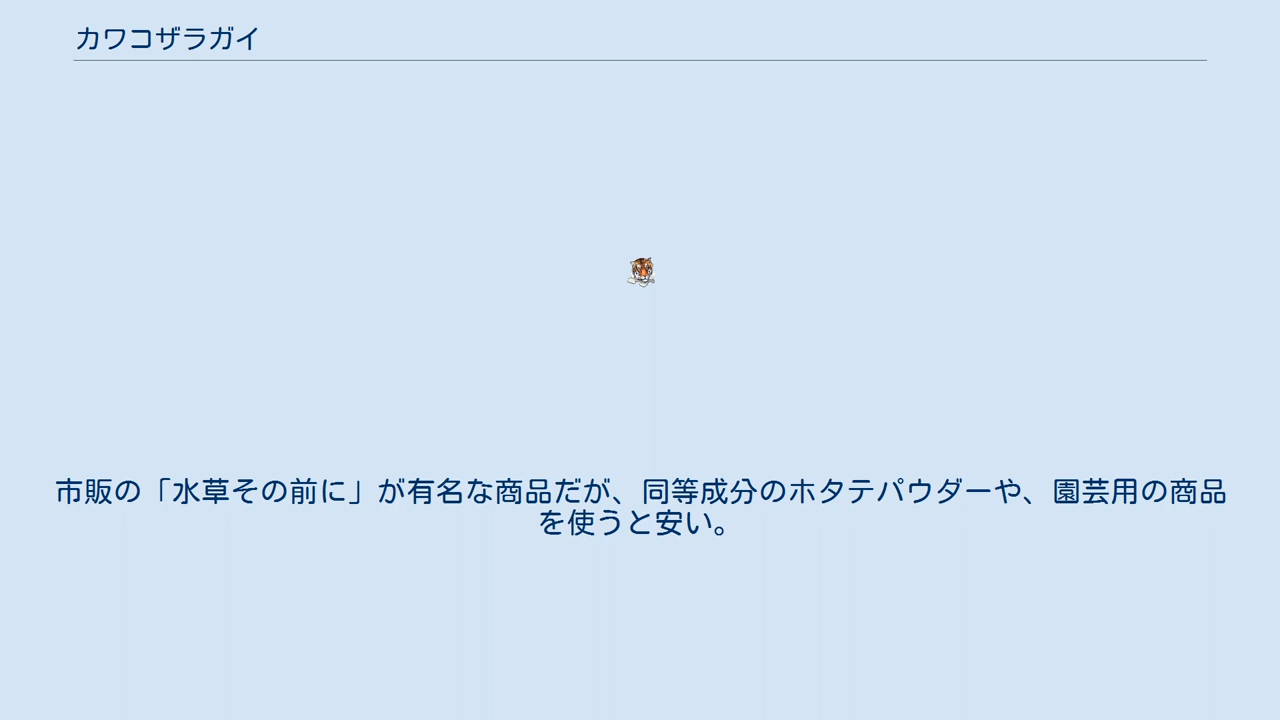 カワコザラガイ
市販の「水草その前に」が有名な商品だが、同等成分のホタテパウダーや、園芸用の商品
を使うと安い。